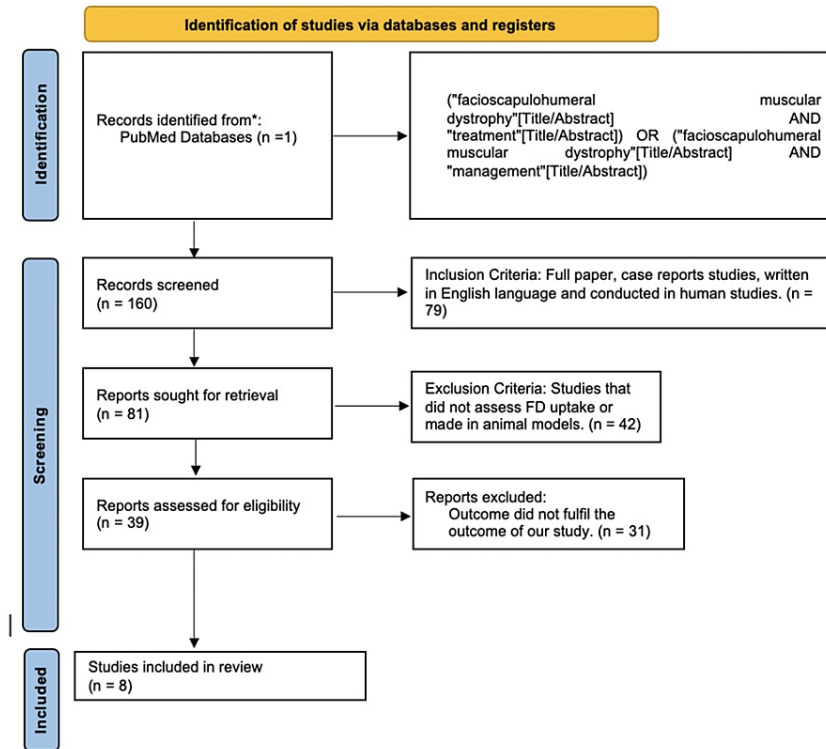 Identification of studies via databases and registers
Identification
Records identified from*:
PubMed Databases (n =1)
("facioscapulohumeral muscular
dystrophy"[Title/Abstract] AND
"treatment"[Title/Abstract]) OR ("facioscapulohumeral
muscular dystrophy"[Title/Abstract] AND
"management"[Title/Abstract])
Screening
Records screened
(n = 160)
Inclusion Criteria: Full paper, case reports studies, written
in English language and conducted in human studies. (n =
79)
Reports sought for retrieval
(n = 81)
Exclusion Criteria: Studies that
did not assess FD uptake or
made in animal models. (n = 42)
Reports assessed for eligibility
(n = 39)
Reports excluded:
Outcome did not fulfil the
outcome of our study. (n = 31)
Included
Studies included in review
(n = 8)